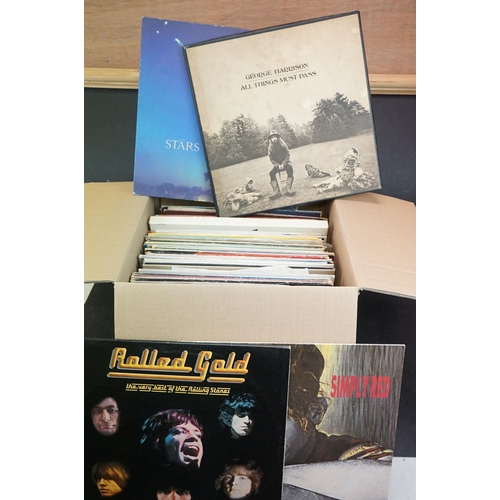 GEORGE HARRISON
ALL THINGS MUST PASS
STARS
Rolled Gold
the very best of the Rolling Stones
SIMPLY RED